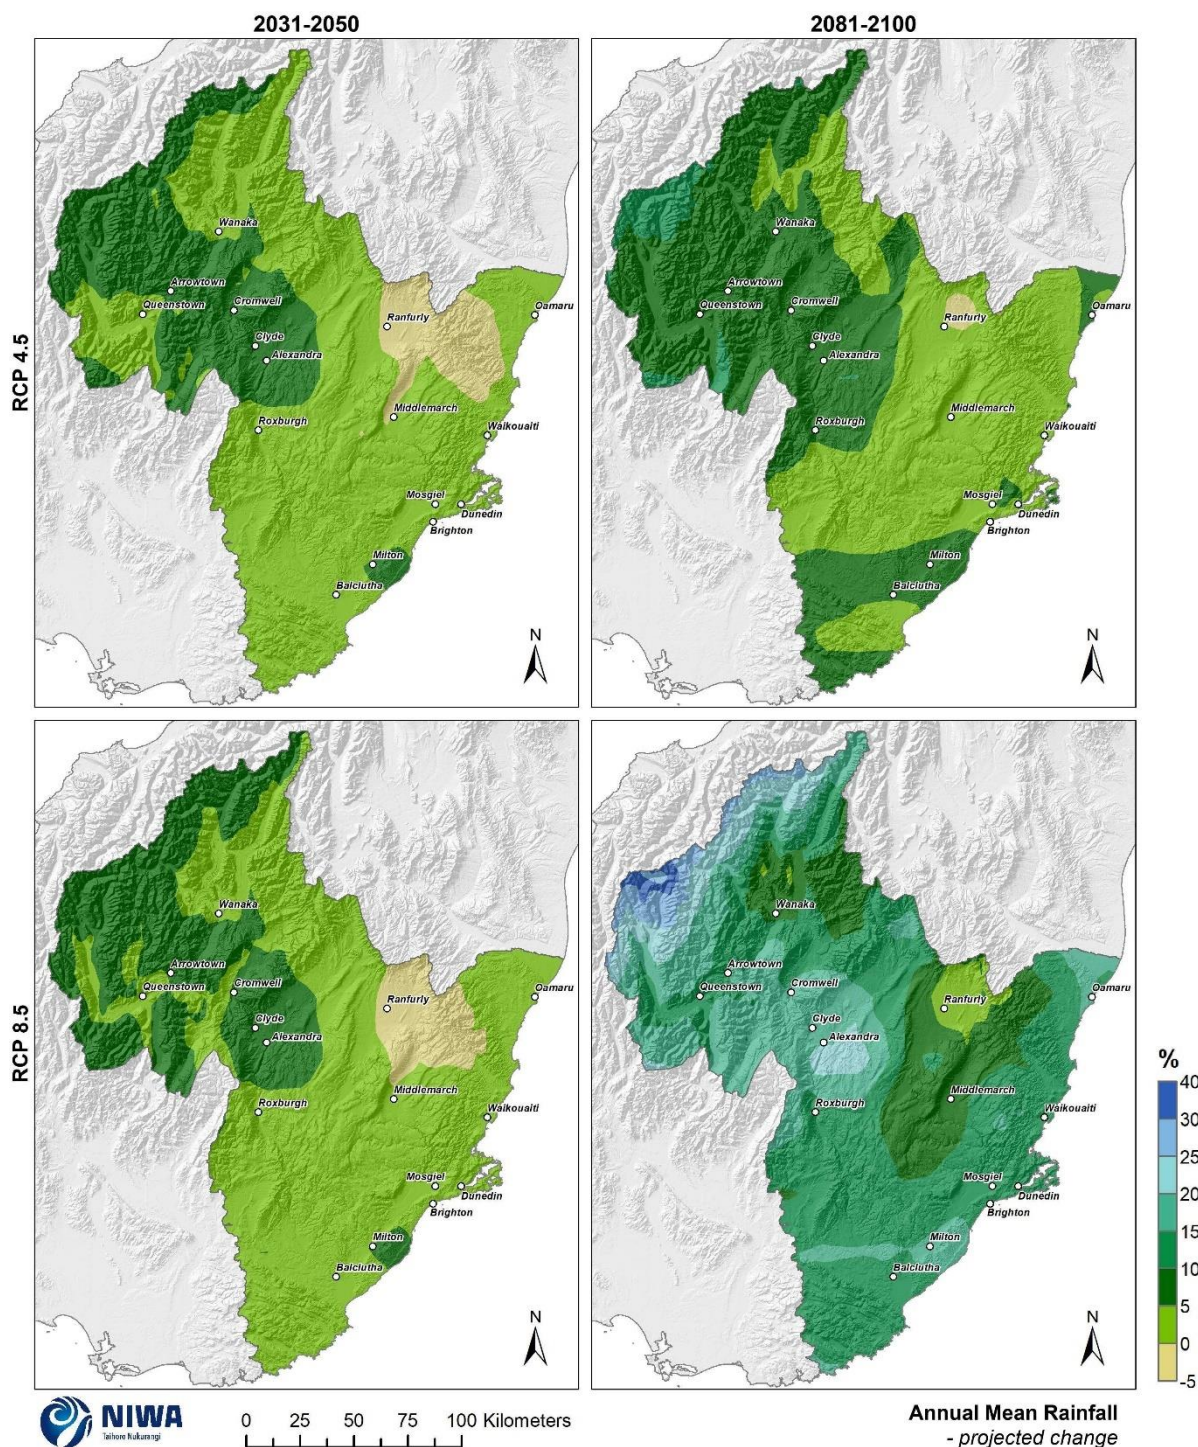 2031-2050
2081-2100
RCP 4.5
Wanaka
Arrowtown
Queenstown
Cromwell
Clyde
Alexandra
Ranfurly
Oamaru
Middlemarch
Roxburgh
Waikouaiti
Mosgiel
Dunedin
Brighton
Milton
Balclutha
N
Wanaka
Arrowtown
Queenstown
Cromwell
Clyde
Alexandra
Ranfurly
Oamaru
Middlemarch
Roxburgh
Waikouaiti
Mosgiel
Dunedin
Brighton
Milton
Balclutha
N
RCP 8.5
Wanaka
Arrowtown
Queenstown
Cromwell
Clyde
Alexandra
Ranfurly
Oamaru
Middlemarch
Roxburgh
Waikouaiti
Mosgiel
Dunedin
Brighton
Milton
Balclutha
N
Wanaka
Arrowtown
Queenstown
Cromwell
Clyde
Alexandra
Ranfurly
Oamaru
Middlemarch
Roxburgh
Waikouaiti
Mosgiel
Dunedin
Brighton
Milton
Balclutha
N
%
40
30
25
20
15
10
5
0
-5
NIWA
Taihoro Nukurangi
0 25 50 75 100 Kilometers
Annual Mean Rainfall
- projected change